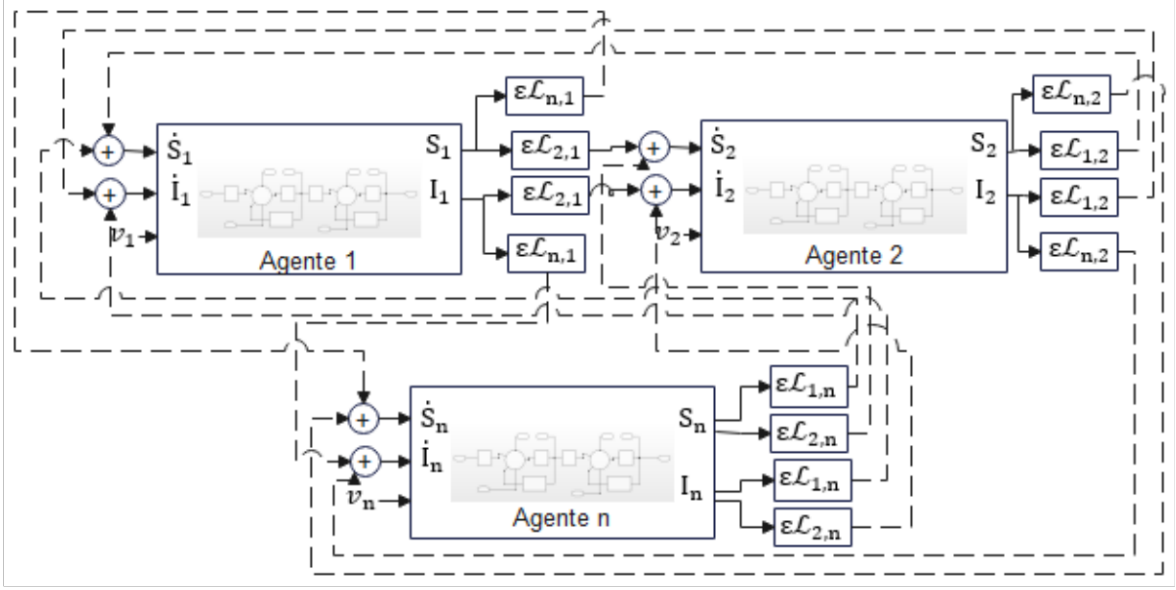 εℒn,1
εℒn,2
+ Ṡ₁ S₁ εℒ2,1 + Ṡ₂ S₂ εℒ1,2
+ İ₁ I₁ εℒ2,1 + İ₂ I₂ εℒ1,2
v₁ εℒn,1 v₂ εℒn,2
Agente 1 Agente 2
εℒ1,n
+ Ṡn Sn εℒ2,n
+ İn In εℒ1,n
vn εℒ2,n
Agente n